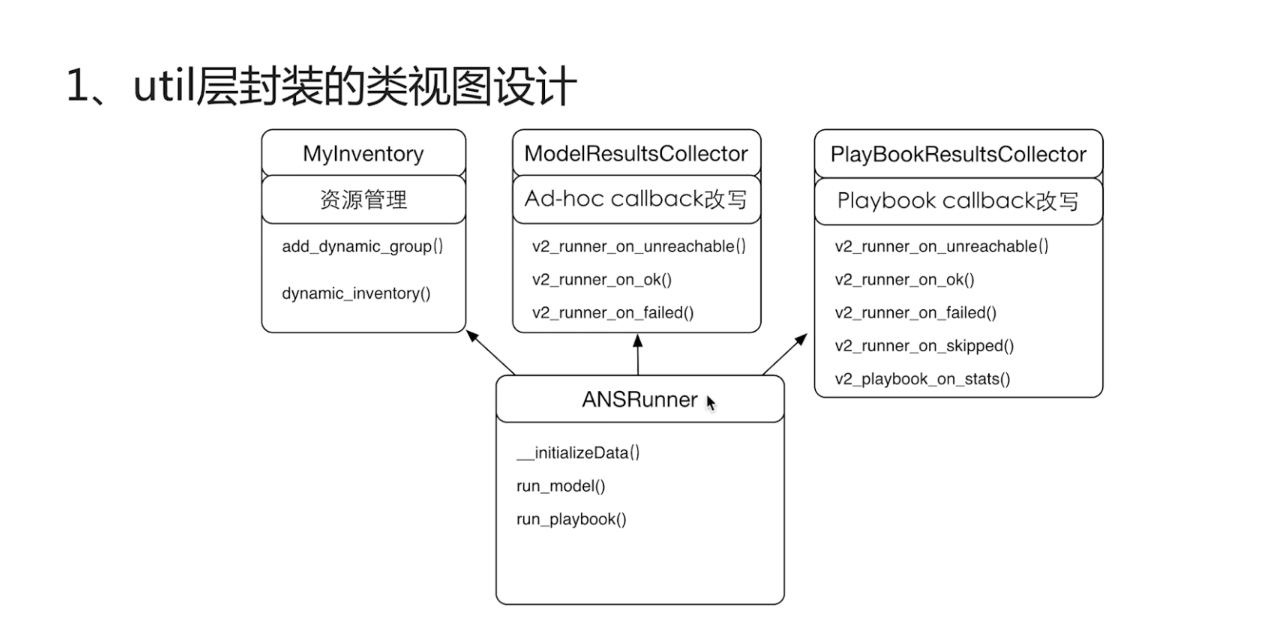 1、util层封装的类视图设计
MyInventory
资源管理
add_dynamic_group()
dynamic_inventory()
ModelResultsCollector
Ad-hoc callback改写
v2_runner_on_unreachable()
v2_runner_on_ok()
v2_runner_on_failed()
PlayBookResultsCollector
Playbook callback改写
v2_runner_on_unreachable()
v2_runner_on_ok()
v2_runner_on_failed()
v2_runner_on_skipped()
v2_playbook_on_stats()
ANSRunner
__initializeData()
run_model()
run_playbook()